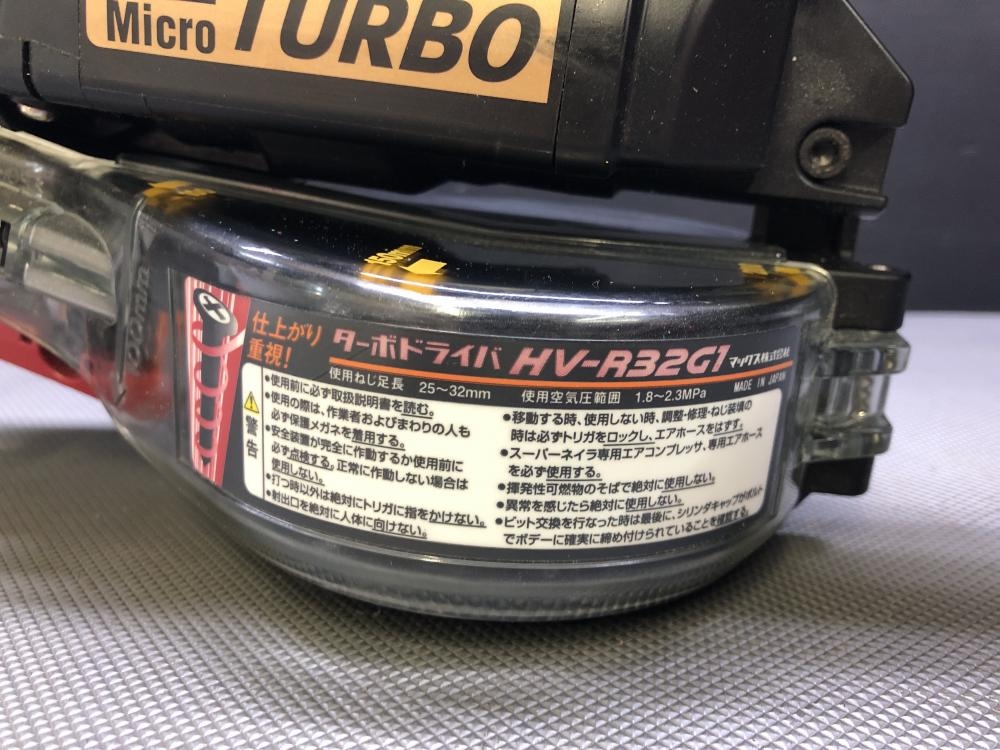 Micro TURBO
仕上がり
重視!
ターボドライバ HV-R32G1 マックス株式会社
使用ねじ足長 25~32mm 使用空気圧範囲 1.8~2.3MPa MADE IN JAPAN
警告
•使用前に必ず取扱説明書を読む。
•使用の際は、作業者およびまわりの人も
必ず保護メガネを着用する。
•安全装置が完全に作動するか使用前に
必ず点検する。正常に作動しない場合は
使用しない。
•打つ時以外は絶対にトリガに指をかけない。
•射出口を絶対に人体に向けない。
•移動する時、使用しない時、調整・修理・ねじ装填の
時は必ずトリガをロックし、エアホースをはずす。
•スーパーネイラ専用エアコンプレッサ、専用エアホース
を必ず使用する。
•揮発性可燃物のそばで絶対に使用しない。
•異常を感じたら絶対に使用しない。
•ビット交換を行なった時は最後に、シリンダキャップがボルト
でボデーに確実に締め付けられていることを確認する。